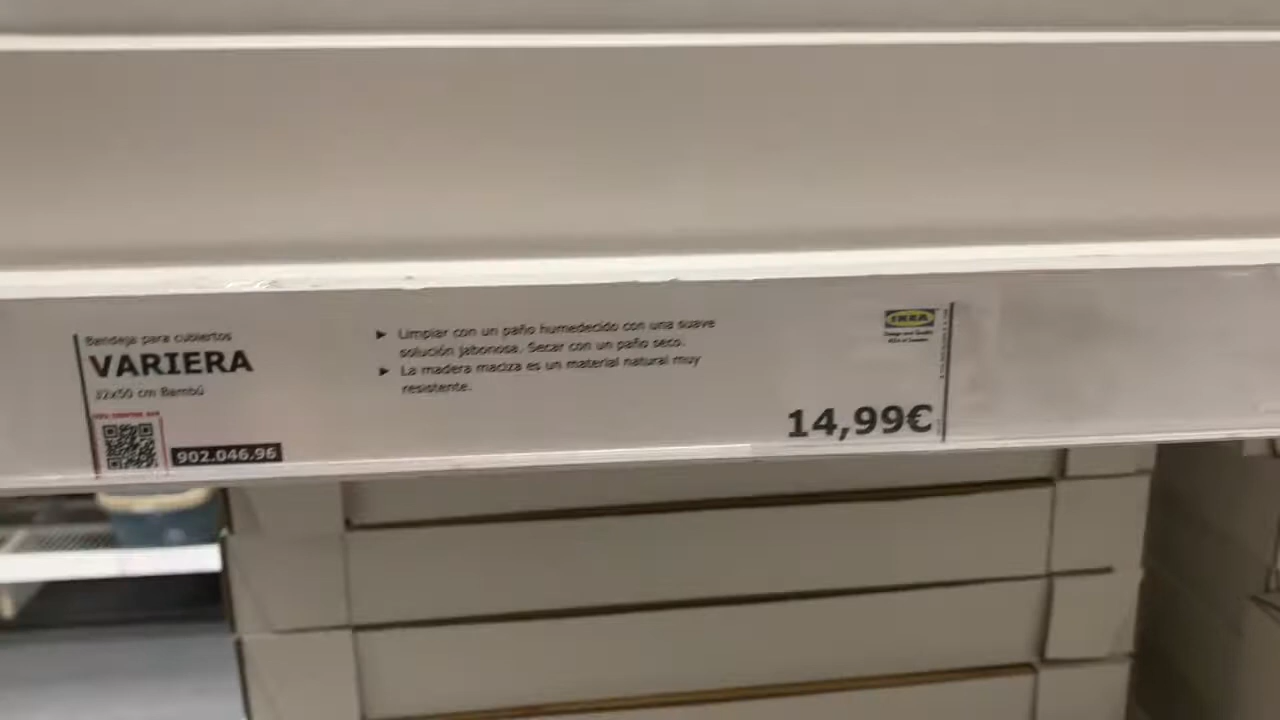 Bandeja para cubiertos
VARIERA
32x50 cm Bambú
902.046.96
► Limpiar con un paño humedecido con una suave
solución jabonosa. Secar con un paño seco.
► La madera maciza es un material natural muy
resistente.
IKEA
14,99€